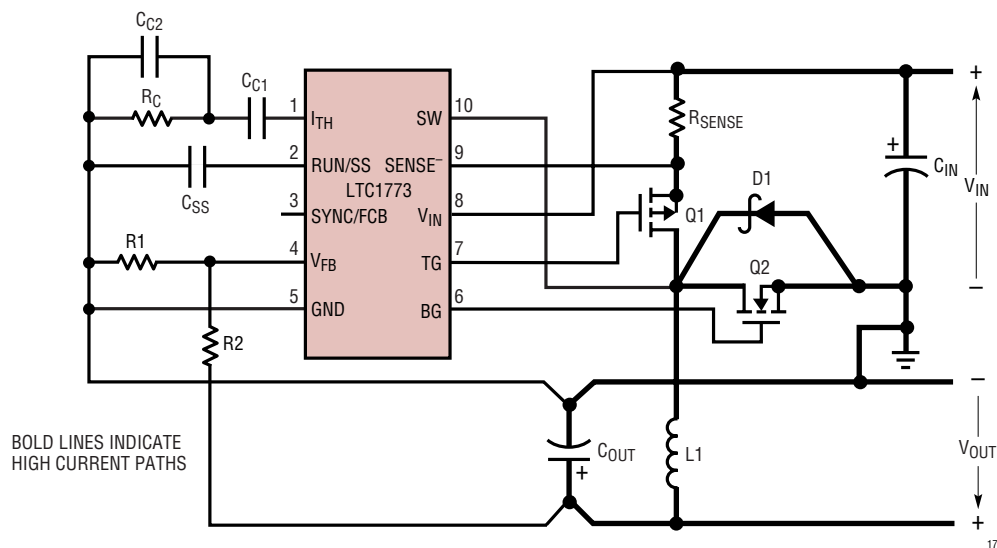 CC2
RC
CC1
CSS
R1
R2
1
2
3
4
5
ITH
RUN/SS
SYNC/FCB
VFB
GND
LTC1773
SW
SENSE–
VIN
TG
BG
10
9
8
7
6
RSENSE
Q1
D1
Q2
+
CIN
+
VIN
–
–
VOUT
+
COUT
+
L1
BOLD LINES INDICATE
HIGH CURRENT PATHS
17